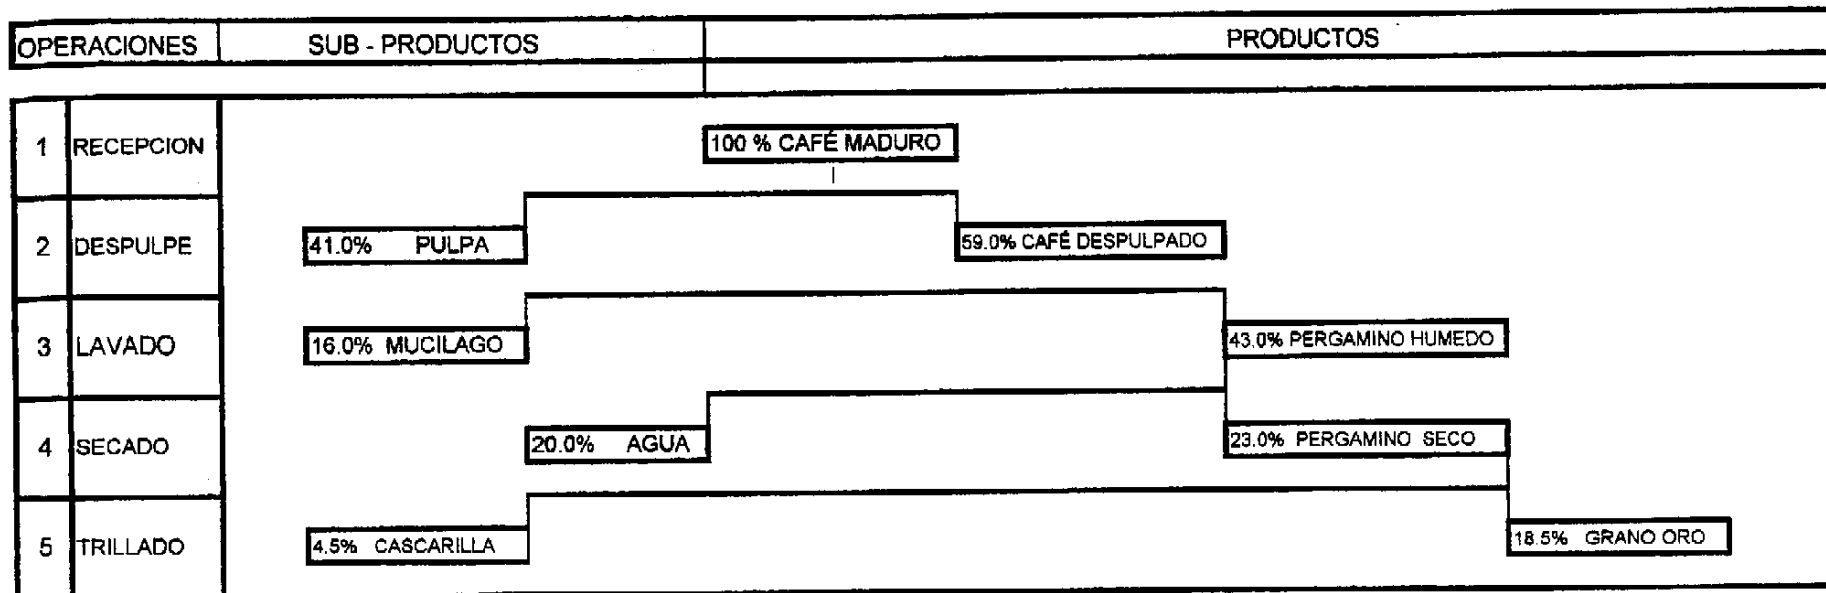 OPERACIONES SUB - PRODUCTOS PRODUCTOS
1 RECEPCION 100 % CAFÉ MADURO
2 DESPULPE 41.0% PULPA 59.0% CAFÉ DESPULPADO
3 LAVADO 16.0% MUCILAGO 43.0% PERGAMINO HUMEDO
4 SECADO 20.0% AGUA 23.0% PERGAMINO SECO
5 TRILLADO 4.5% CASCARILLA 18.5% GRANO ORO